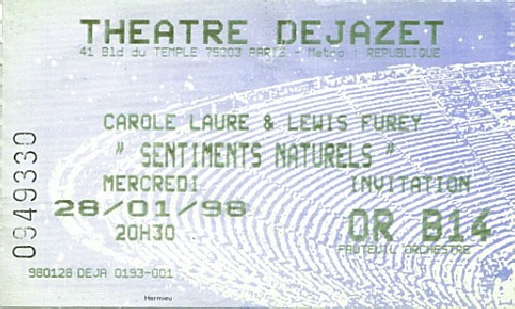 THEATRE DEJAZET
41 Bld du TEMPLE 75003 PARIS - Metro : REPUBLIQUE
CAROLE LAURE & LEWIS FUREY
" SENTIMENTS NATURELS "
MERCREDI INVITATION
28/01/98 OR B14
20H30 FAUTEUIL ORCHESTRE
980128 DEJA 0193-001
Hermieu
0949330